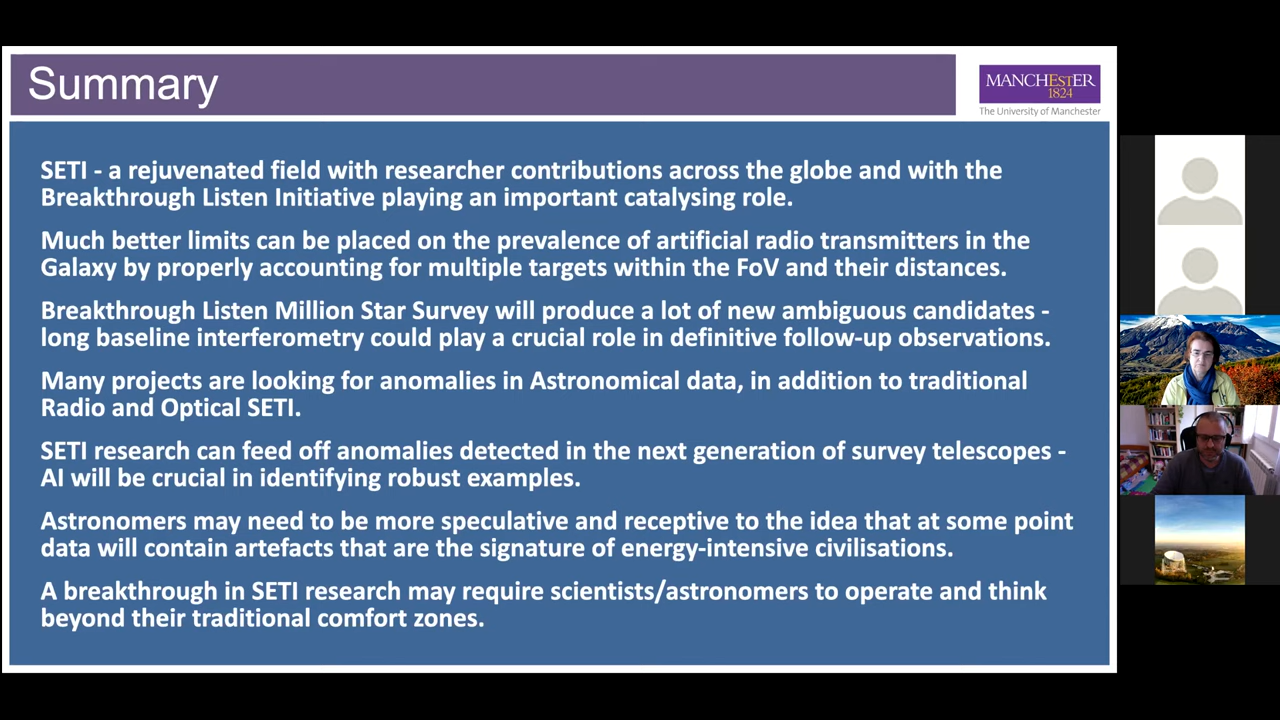 Summary
MANCHESTER
1824
The University of Manchester
SETI - a rejuvenated field with researcher contributions across the globe and with the
Breakthrough Listen Initiative playing an important catalysing role.
Much better limits can be placed on the prevalence of artificial radio transmitters in the
Galaxy by properly accounting for multiple targets within the FoV and their distances.
Breakthrough Listen Million Star Survey will produce a lot of new ambiguous candidates -
long baseline interferometry could play a crucial role in definitive follow-up observations.
Many projects are looking for anomalies in Astronomical data, in addition to traditional
Radio and Optical SETI.
SETI research can feed off anomalies detected in the next generation of survey telescopes -
AI will be crucial in identifying robust examples.
Astronomers may need to be more speculative and receptive to the idea that at some point
data will contain artefacts that are the signature of energy-intensive civilisations.
A breakthrough in SETI research may require scientists/astronomers to operate and think
beyond their traditional comfort zones.